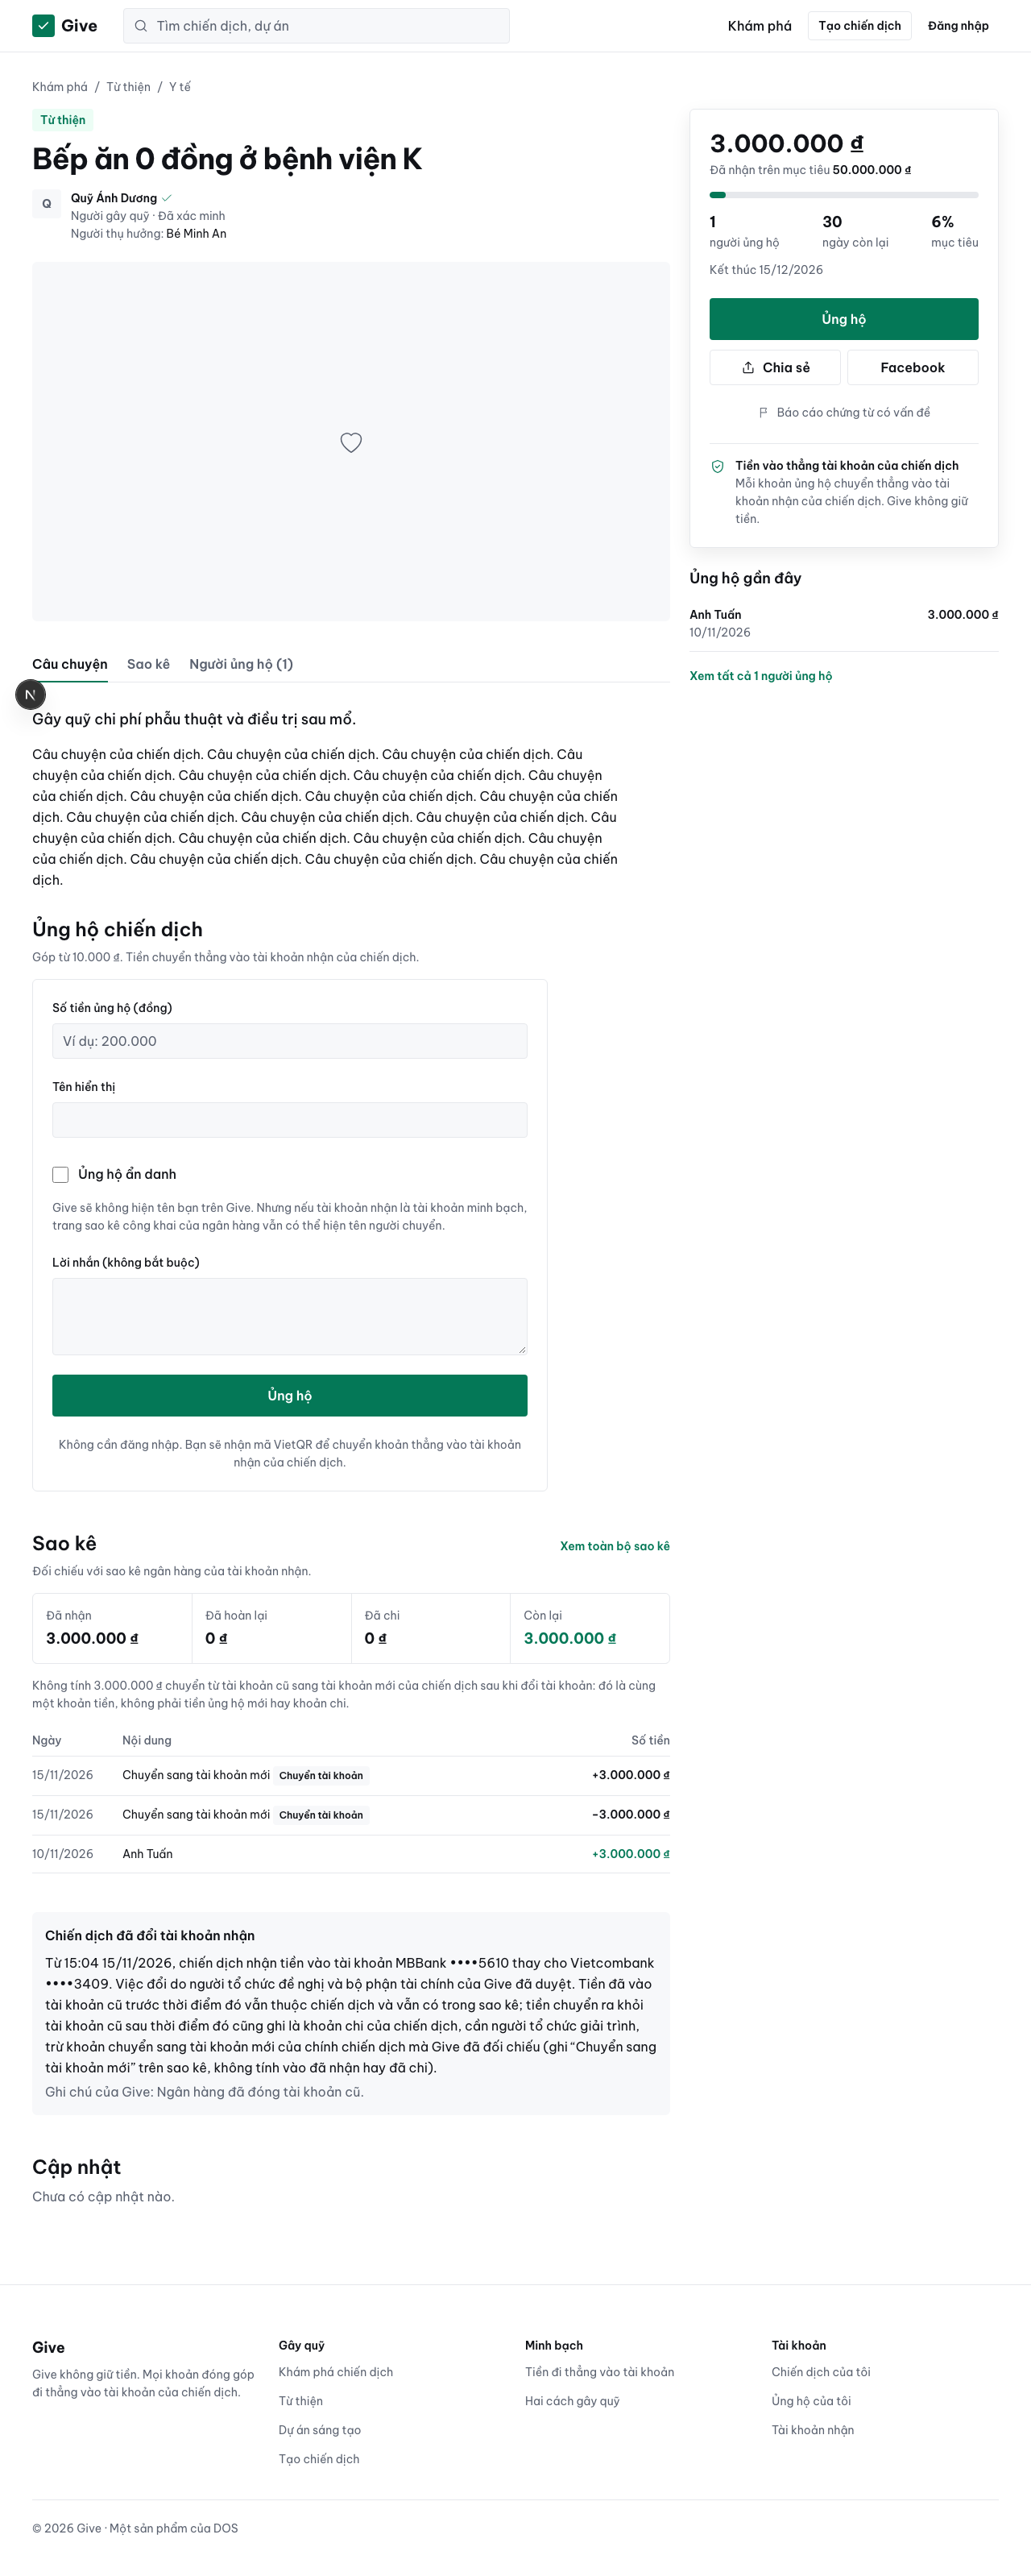 Give
Tìm chiến dịch, dự án
Khám phá
Tạo chiến dịch
Đăng nhập
Khám phá / Từ thiện / Y tế
Từ thiện
Bếp ăn 0 đồng ở bệnh viện K
Q
Quỹ Ánh Dương
Người gây quỹ · Đã xác minh
Người thụ hưởng: Bé Minh An
3.000.000 ₫
Đã nhận trên mục tiêu 50.000.000 ₫
1
người ủng hộ
30
ngày còn lại
6%
mục tiêu
Kết thúc 15/12/2026
Ủng hộ
Chia sẻ
Facebook
Báo cáo chứng từ có vấn đề
Tiền vào thẳng tài khoản của chiến dịch
Mỗi khoản ủng hộ chuyển thẳng vào tài
khoản nhận của chiến dịch. Give không giữ
tiền.
Ủng hộ gần đây
Anh Tuấn
3.000.000 ₫
10/11/2026
Xem tất cả 1 người ủng hộ
Câu chuyện
Sao kê
Người ủng hộ (1)
N
Gây quỹ chi phí phẫu thuật và điều trị sau mổ.
Câu chuyện của chiến dịch. Câu chuyện của chiến dịch. Câu chuyện của chiến dịch. Câu
chuyện của chiến dịch. Câu chuyện của chiến dịch. Câu chuyện của chiến dịch. Câu chuyện
của chiến dịch. Câu chuyện của chiến dịch. Câu chuyện của chiến dịch. Câu chuyện của chiến
dịch. Câu chuyện của chiến dịch. Câu chuyện của chiến dịch. Câu chuyện của chiến dịch. Câu
chuyện của chiến dịch. Câu chuyện của chiến dịch. Câu chuyện của chiến dịch. Câu chuyện
của chiến dịch. Câu chuyện của chiến dịch. Câu chuyện của chiến dịch. Câu chuyện của chiến
dịch.
Ủng hộ chiến dịch
Góp từ 10.000 ₫. Tiền chuyển thẳng vào tài khoản nhận của chiến dịch.
Số tiền ủng hộ (đồng)
Ví dụ: 200.000
Tên hiển thị
Ủng hộ ẩn danh
Give sẽ không hiện tên bạn trên Give. Nhưng nếu tài khoản nhận là tài khoản minh bạch,
trang sao kê công khai của ngân hàng vẫn có thể hiện tên người chuyển.
Lời nhắn (không bắt buộc)
Ủng hộ
Không cần đăng nhập. Bạn sẽ nhận mã VietQR để chuyển khoản thẳng vào tài khoản
nhận của chiến dịch.
Sao kê
Xem toàn bộ sao kê
Đối chiếu với sao kê ngân hàng của tài khoản nhận.
Đã nhận
3.000.000 ₫
Đã hoàn lại
0 ₫
Đã chi
0 ₫
Còn lại
3.000.000 ₫
Không tính 3.000.000 ₫ chuyển từ tài khoản cũ sang tài khoản mới của chiến dịch sau khi đổi tài khoản: đó là cùng
một khoản tiền, không phải tiền ủng hộ mới hay khoản chi.
Ngày Nội dung Số tiền
15/11/2026 Chuyển sang tài khoản mới Chuyển tài khoản +3.000.000 ₫
15/11/2026 Chuyển sang tài khoản mới Chuyển tài khoản −3.000.000 ₫
10/11/2026 Anh Tuấn +3.000.000 ₫
Chiến dịch đã đổi tài khoản nhận
Từ 15:04 15/11/2026, chiến dịch nhận tiền vào tài khoản MBBank ••••5610 thay cho Vietcombank
••••3409. Việc đổi do người tổ chức đề nghị và bộ phận tài chính của Give đã duyệt. Tiền đã vào
tài khoản cũ trước thời điểm đó vẫn thuộc chiến dịch và vẫn có trong sao kê; tiền chuyển ra khỏi
tài khoản cũ sau thời điểm đó cũng ghi là khoản chi của chiến dịch, cần người tổ chức giải trình,
trừ khoản chuyển sang tài khoản mới của chính chiến dịch mà Give đã đối chiếu (ghi “Chuyển sang
tài khoản mới” trên sao kê, không tính vào đã nhận hay đã chi).
Ghi chú của Give: Ngân hàng đã đóng tài khoản cũ.
Cập nhật
Chưa có cập nhật nào.
Give
Give không giữ tiền. Mọi khoản đóng góp
đi thẳng vào tài khoản của chiến dịch.
Gây quỹ
Khám phá chiến dịch
Từ thiện
Dự án sáng tạo
Tạo chiến dịch
Minh bạch
Tiền đi thẳng vào tài khoản
Hai cách gây quỹ
Tài khoản
Chiến dịch của tôi
Ủng hộ của tôi
Tài khoản nhận
© 2026 Give · Một sản phẩm của DOS